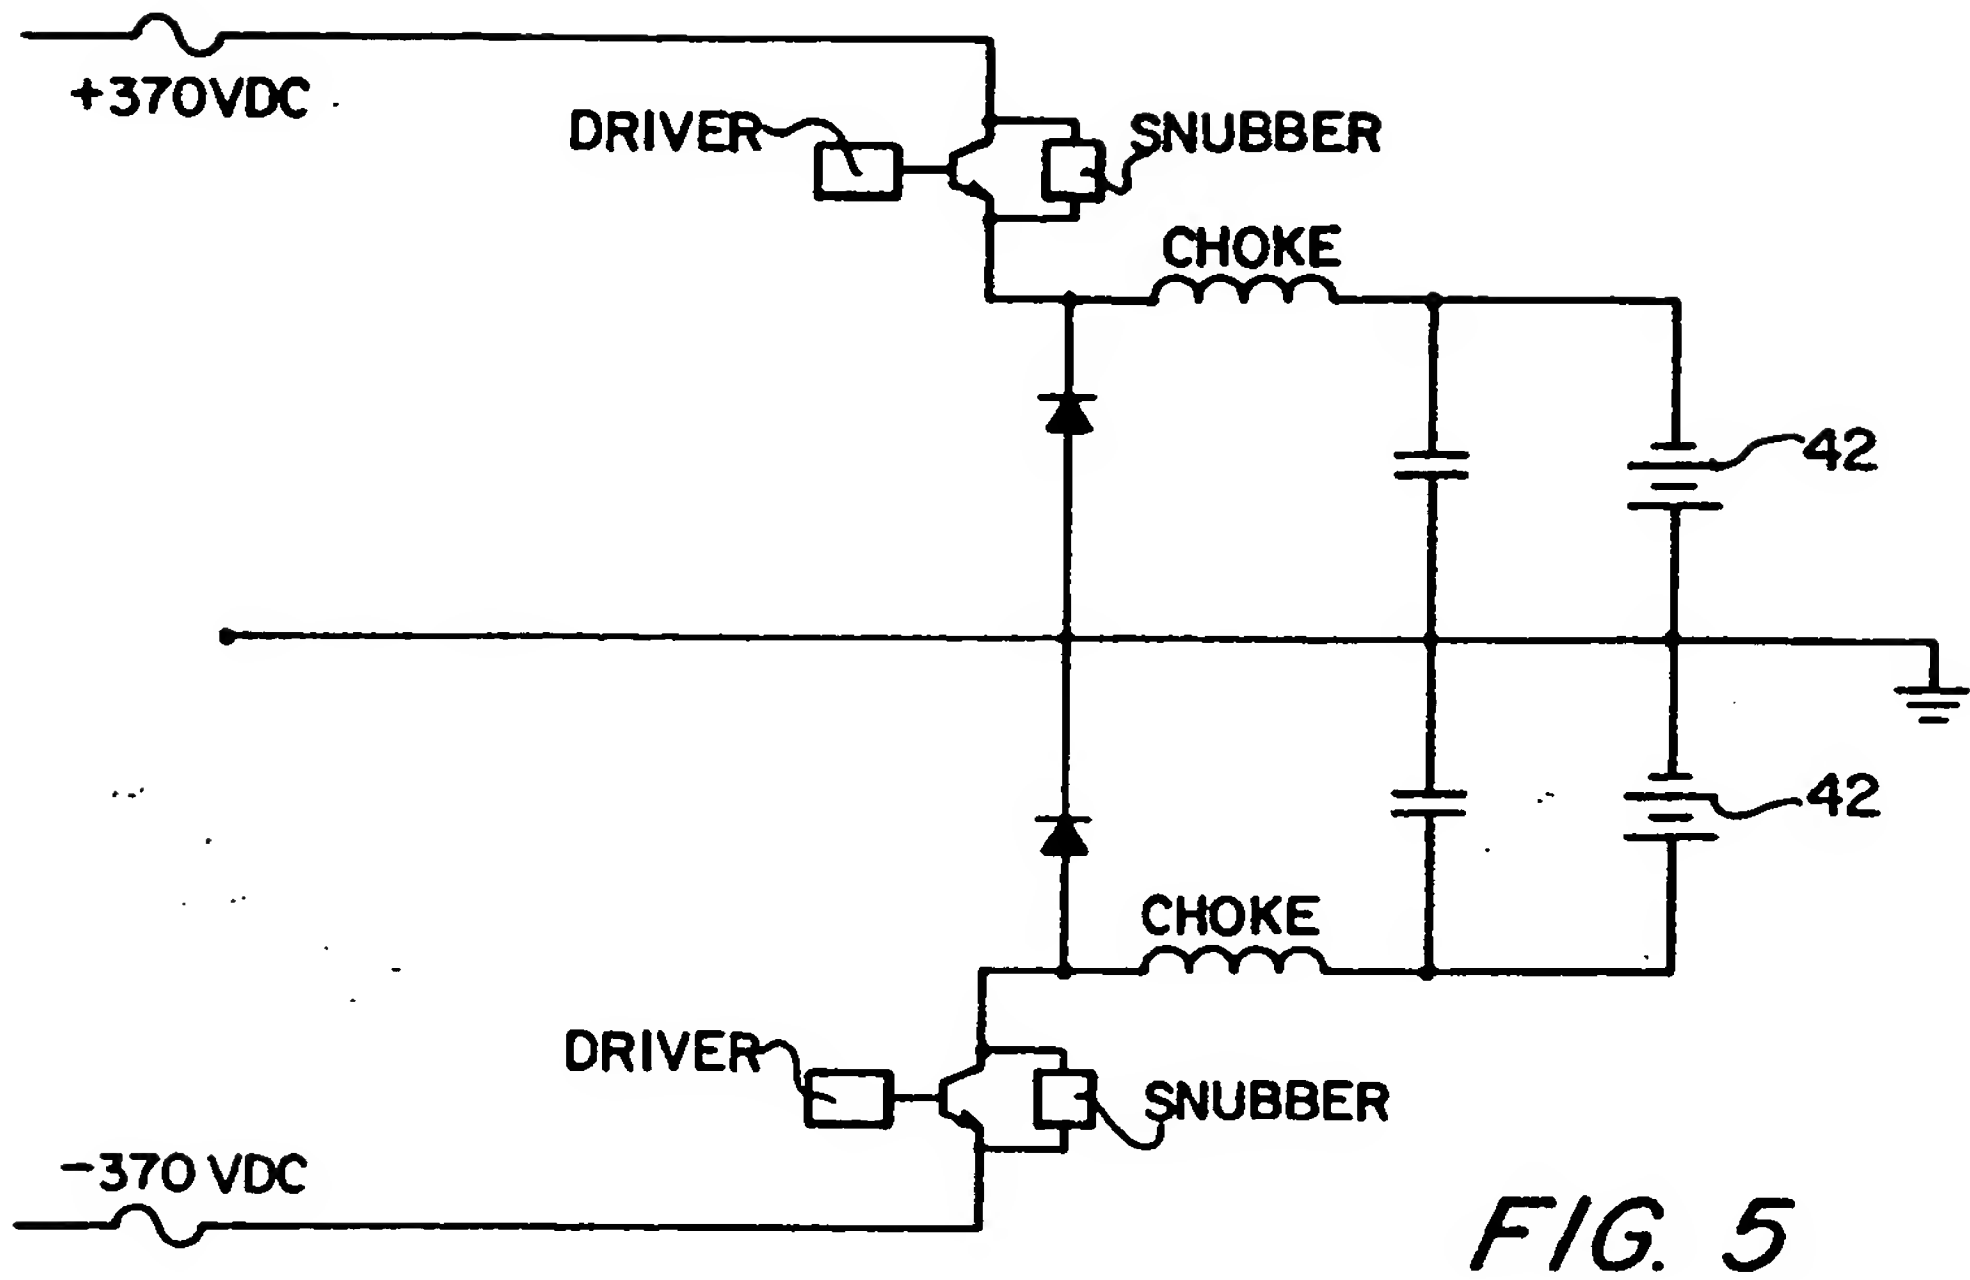 +370VDC
DRIVER
SNUBBER
CHOKE
42
42
CHOKE
DRIVER
SNUBBER
-370 VDC
FIG. 5